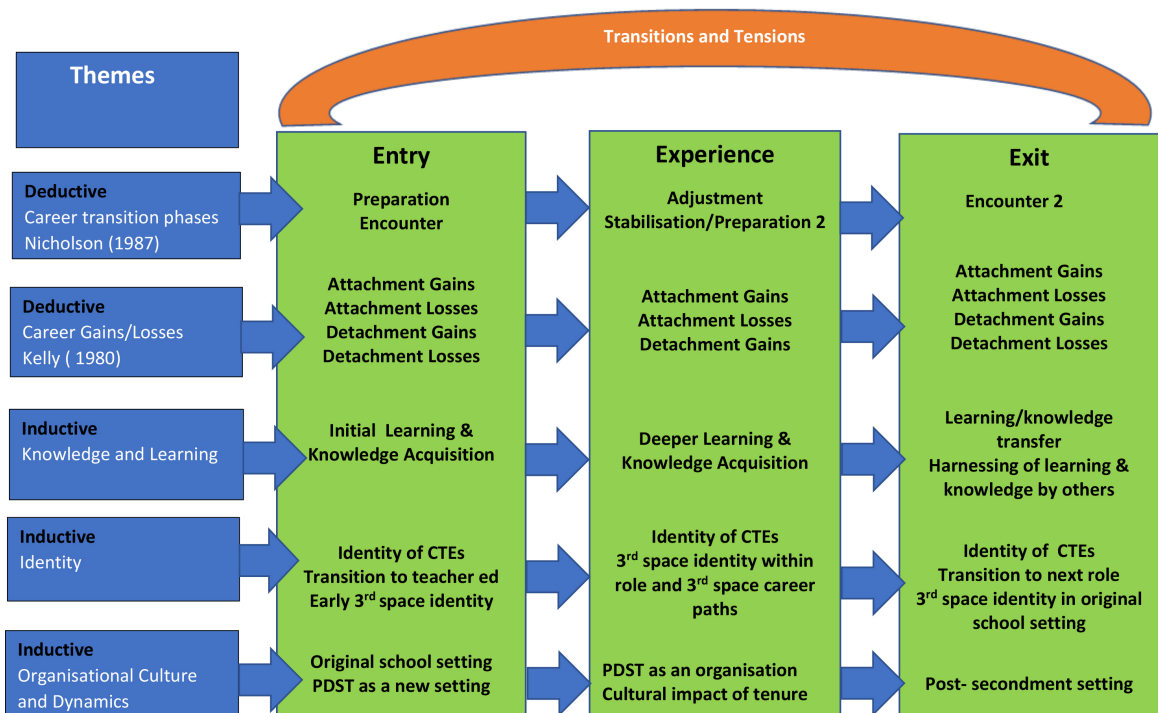 Transitions and Tensions
Themes
Entry
Experience
Exit
Deductive
Career transition phases
Nicholson (1987)
Preparation
Encounter
Adjustment
Stabilisation/Preparation 2
Encounter 2
Deductive
Career Gains/Losses
Kelly ( 1980)
Attachment Gains
Attachment Losses
Detachment Gains
Detachment Losses
Attachment Gains
Attachment Losses
Detachment Gains
Attachment Gains
Attachment Losses
Detachment Gains
Detachment Losses
Inductive
Knowledge and Learning
Initial Learning &
Knowledge Acquisition
Deeper Learning &
Knowledge Acquisition
Learning/knowledge
transfer
Harnessing of learning &
knowledge by others
Inductive
Identity
Identity of CTEs
Transition to teacher ed
Early 3rd space identity
Identity of CTEs
3rd space identity within
role and 3rd space career
paths
Identity of CTEs
Transition to next role
3rd space identity in original
school setting
Inductive
Organisational Culture
and Dynamics
Original school setting
PDST as a new setting
PDST as an organisation
Cultural impact of tenure
Post- secondment setting